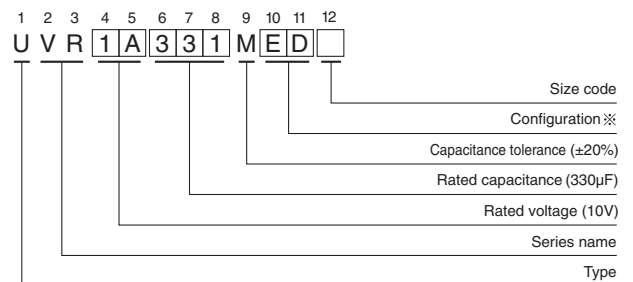 1 2 3 4 5 6 7 8 9 10 11 12
U V R 1 A 3 3 1 M E D
Size code
Configuration※
Capacitance tolerance (±20%)
Rated capacitance (330µF)
Rated voltage (10V)
Series name
Type